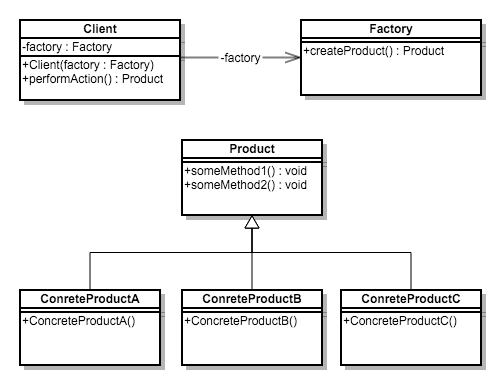 Client
-factory : Factory
+Client(factory : Factory)
+performAction() : Product
-factory
Factory
+createProduct() : Product
Product
+someMethod1() : void
+someMethod2() : void
ConreteProductA
+ConcreteProductA()
ConreteProductB
+ConcreteProductB()
ConreteProductC
+ConcreteProductC()